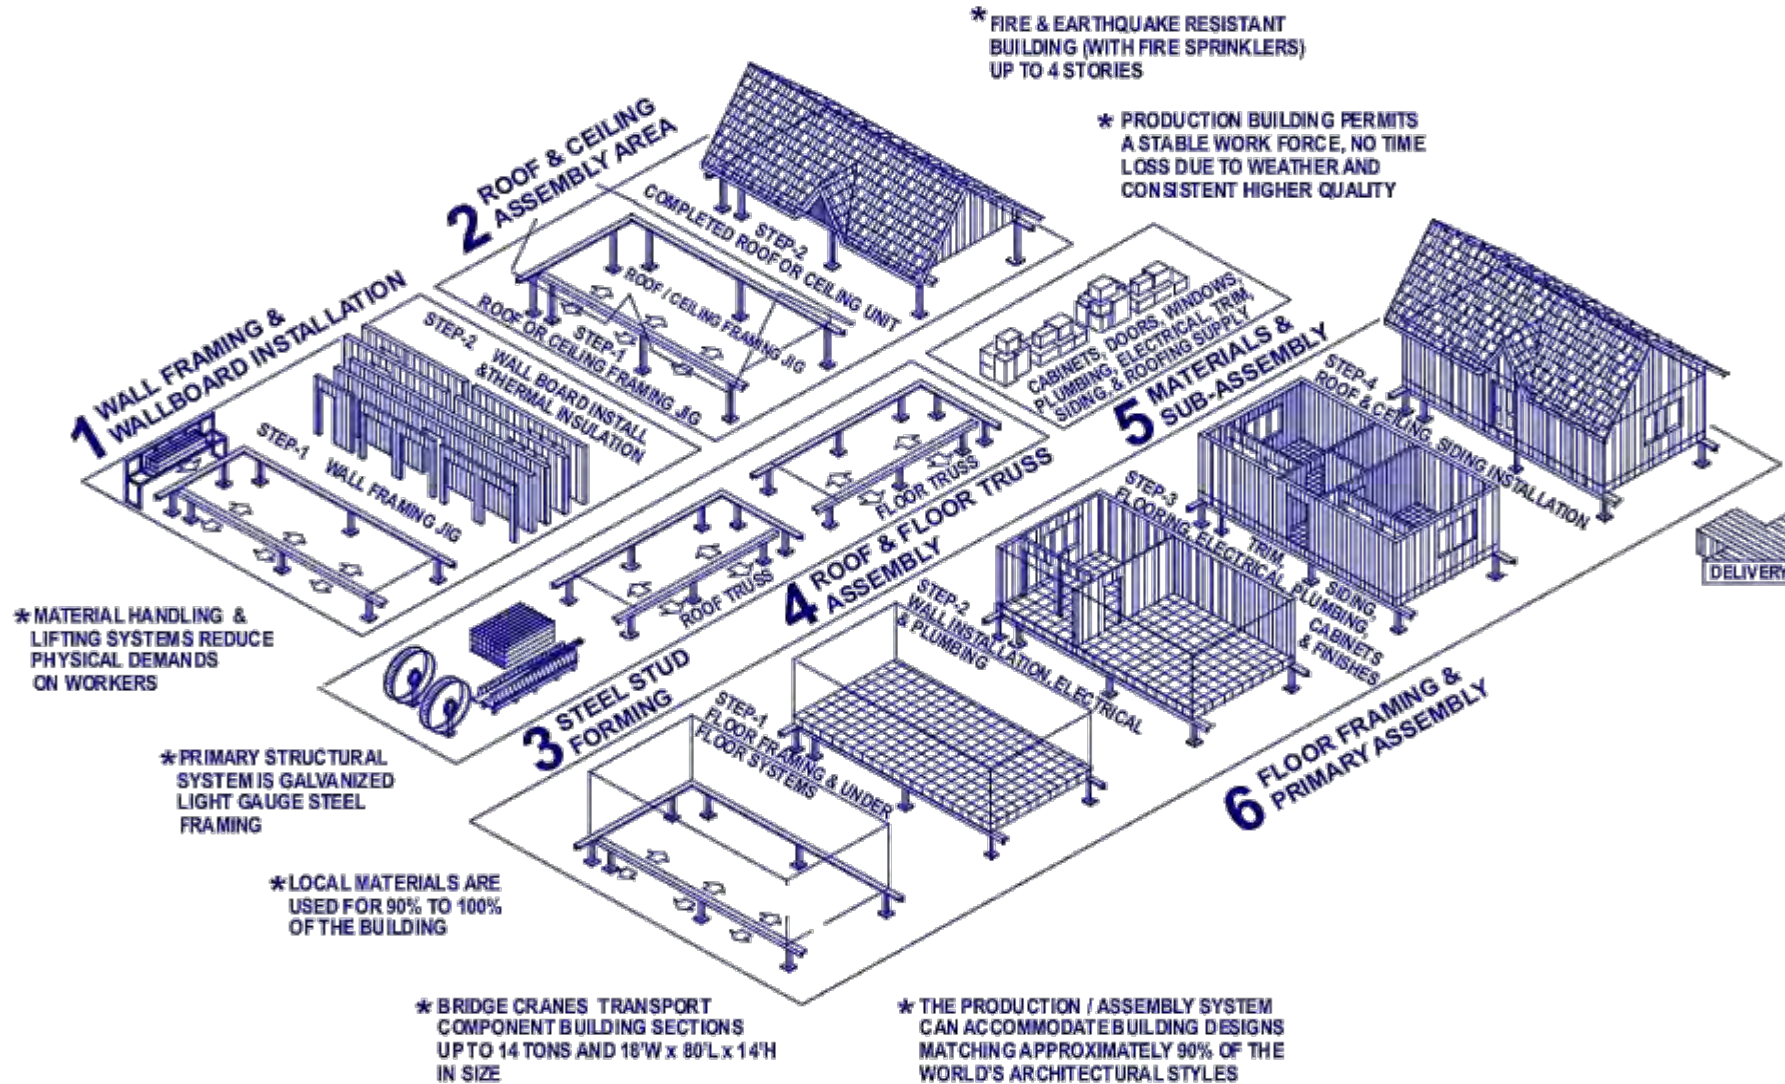 * FIRE & EARTHQUAKE RESISTANT
BUILDING (WITH FIRE SPRINKLERS)
UP TO 4 STORIES
* PRODUCTION BUILDING PERMITS
A STABLE WORK FORCE, NO TIME
LOSS DUE TO WEATHER AND
CONSISTENT HIGHER QUALITY
2 ROOF & CEILING
ASSEMBLY AREA
STEP-2
COMPLETED ROOF OR CEILING UNIT
ROOF / CEILING FRAMING JIG
STEP-1
ROOF OR CEILING FRAMING JIG
1 WALL FRAMING &
WALLBOARD INSTALLATION
STEP-2
WALL BOARD INSTALL
&THERMAL INSULATION
STEP-1
WALL FRAMING JIG
CABINETS, DOORS, WINDOWS,
PLUMBING, ELECTRICAL, TRIM,
SIDING, & ROOFING SUPPLY
5 MATERIALS &
SUB-ASSEMBLY
FLOOR TRUSS
ROOF TRUSS
4 ROOF & FLOOR TRUSS
ASSEMBLY
3 STEEL STUD
FORMING
STEP-4
ROOF & CEILING, SIDING INSTALLATION
STEP-3
FLOORING, ELECTRICAL, PLUMBING,
TRIM, SIDING, CABINETS
& FINISHES
STEP-2
WALL INSTALLATION, ELECTRICAL
& PLUMBING
STEP-1
FLOOR FRAMING & UNDER
FLOOR SYSTEMS
6 FLOOR FRAMING &
PRIMARY ASSEMBLY
DELIVERY
* MATERIAL HANDLING &
LIFTING SYSTEMS REDUCE
PHYSICAL DEMANDS
ON WORKERS
* PRIMARY STRUCTURAL
SYSTEM IS GALVANIZED
LIGHT GAUGE STEEL
FRAMING
* LOCAL MATERIALS ARE
USED FOR 90% TO 100%
OF THE BUILDING
* BRIDGE CRANES TRANSPORT
COMPONENT BUILDING SECTIONS
UP TO 14 TONS AND 18'W x 80'L x 14'H
IN SIZE
* THE PRODUCTION / ASSEMBLY SYSTEM
CAN ACCOMMODATE BUILDING DESIGNS
MATCHING APPROXIMATELY 90% OF THE
WORLD'S ARCHITECTURAL STYLES